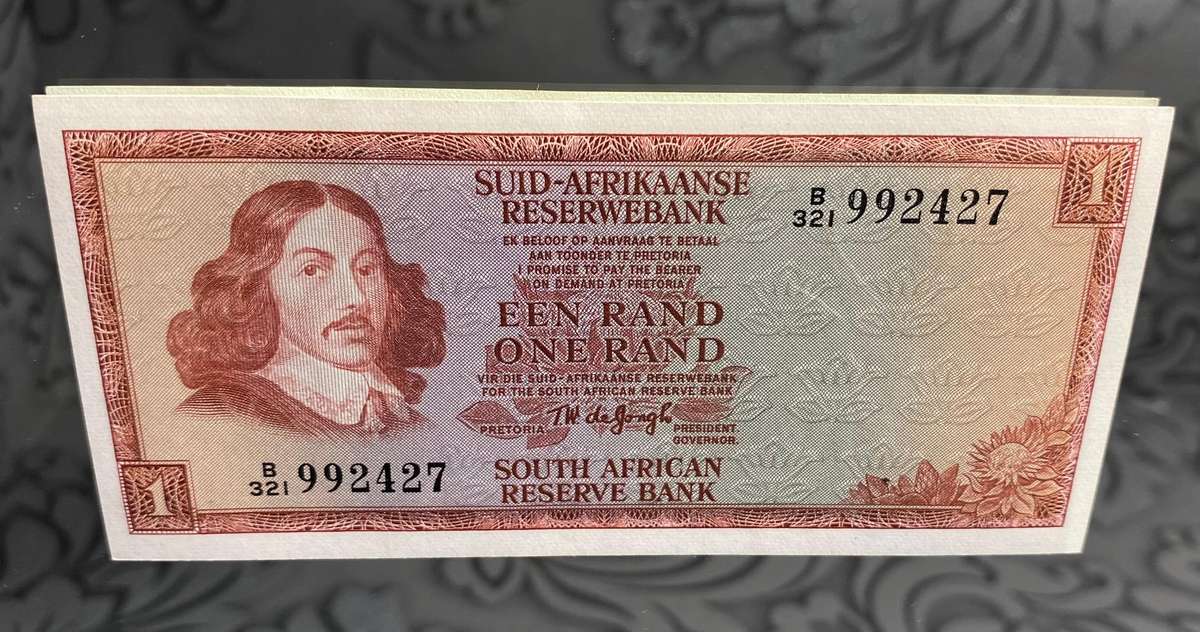 1
SUID-AFRIKAANSE
RESERWEBANK
B
321 992427
EK BELOOF OP AANVRAAG TE BETAAL
AAN TOONDER TE PRETORIA
I PROMISE TO PAY THE BEARER
ON DEMAND AT PRETORIA
EEN RAND
ONE RAND
VIR DIE SUID-AFRIKAANSE RESERWEBANK
FOR THE SOUTH AFRICAN RESERVE BANK
PRETORIA T.W. de Jongh PRESIDENT
GOVERNOR.
SOUTH AFRICAN
RESERVE BANK
B
321 992427
1